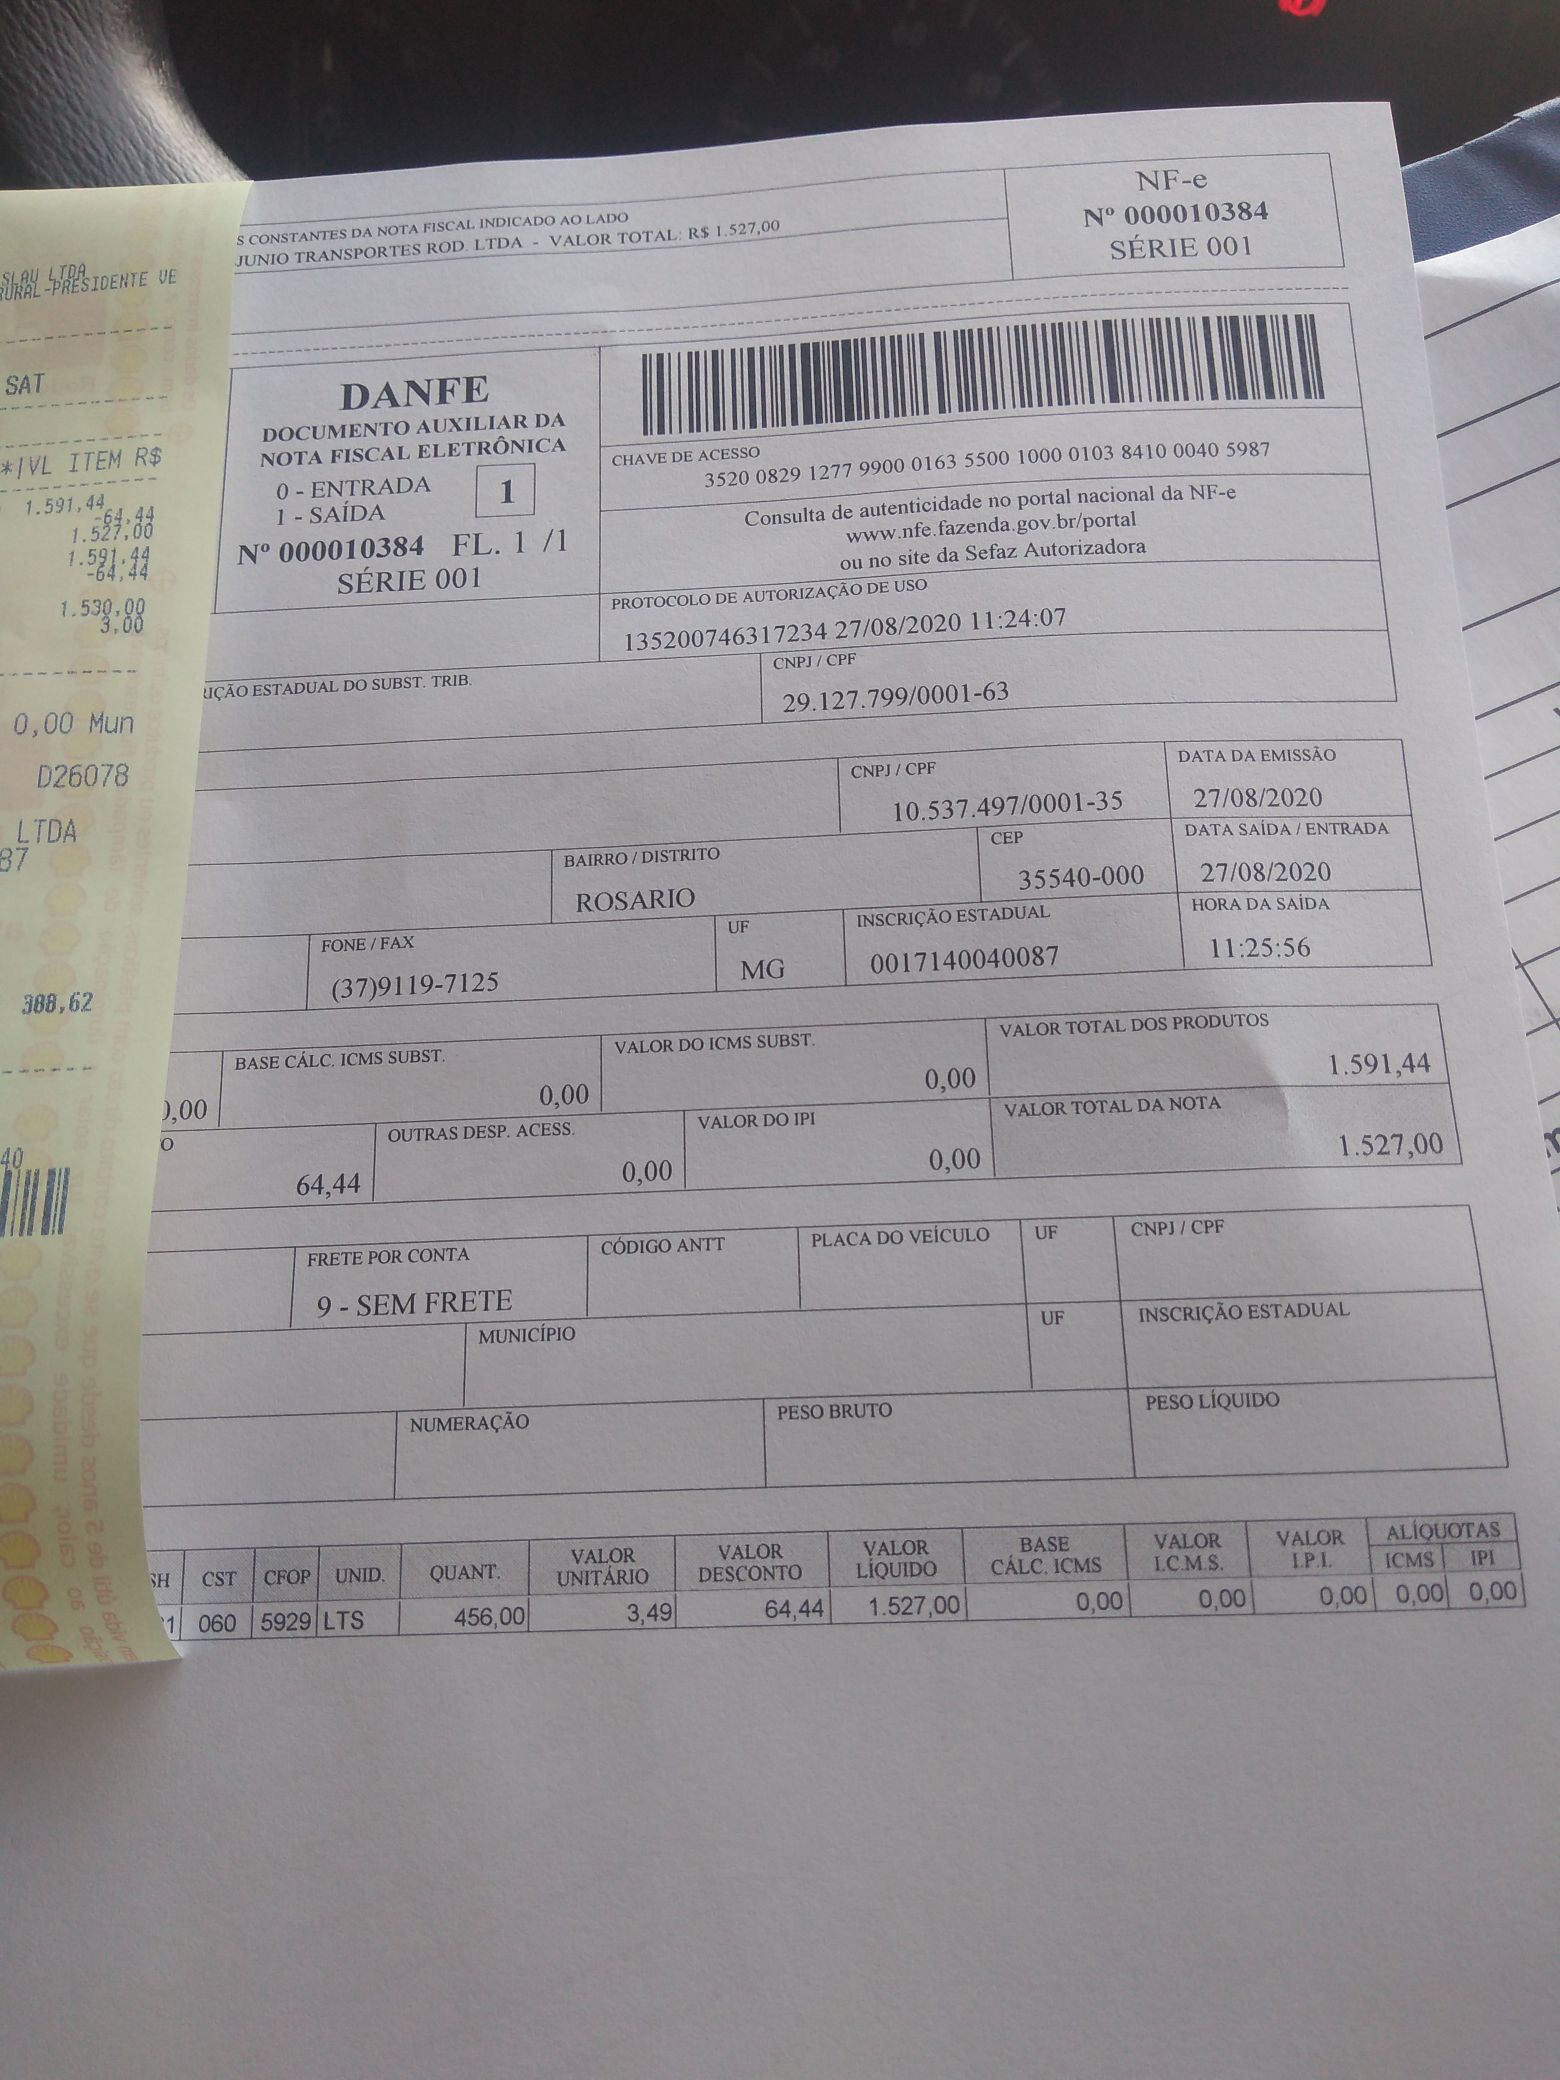 S CONSTANTES DA NOTA FISCAL INDICADO AO LADO
JUNIO TRANSPORTES ROD. LTDA - VALOR TOTAL: R$ 1.527,00
NF-e
Nº 000010384
SÉRIE 001
SLAU LTDA
RURAL-PRESIDENTE VE
SAT
*|VL ITEM R$
1.591,44
-64,44
1.527,00
1.591,44
-64,44
1.530,00
3,00
0,00 Mun
D26078
LTDA
87
388,62
40
DANFE
DOCUMENTO AUXILIAR DA
NOTA FISCAL ELETRÔNICA
0 - ENTRADA
1 - SAÍDA
1
Nº 000010384 FL. 1 /1
SÉRIE 001
CHAVE DE ACESSO
3520 0829 1277 9900 0163 5500 1000 0103 8410 0040 5987
Consulta de autenticidade no portal nacional da NF-e
www.nfe.fazenda.gov.br/portal
ou no site da Sefaz Autorizadora
PROTOCOLO DE AUTORIZAÇÃO DE USO
135200746317234 27/08/2020 11:24:07
RIÇÃO ESTADUAL DO SUBST. TRIB.
CNPJ / CPF
29.127.799/0001-63
CNPJ / CPF
10.537.497/0001-35
DATA DA EMISSÃO
27/08/2020
BAIRRO / DISTRITO
ROSARIO
CEP
35540-000
DATA SAÍDA / ENTRADA
27/08/2020
FONE / FAX
(37)9119-7125
UF
MG
INSCRIÇÃO ESTADUAL
0017140040087
HORA DA SAÍDA
11:25:56
0,00
BASE CÁLC. ICMS SUBST.
0,00
VALOR DO ICMS SUBST.
0,00
VALOR TOTAL DOS PRODUTOS
1.591,44
O
64,44
OUTRAS DESP. ACESS.
0,00
VALOR DO IPI
0,00
VALOR TOTAL DA NOTA
1.527,00
FRETE POR CONTA
9 - SEM FRETE
CÓDIGO ANTT
PLACA DO VEÍCULO
UF
CNPJ / CPF
MUNICÍPIO
UF
INSCRIÇÃO ESTADUAL
NUMERAÇÃO
PESO BRUTO
PESO LÍQUIDO
SH CST CFOP UNID. QUANT. VALOR UNITÁRIO VALOR DESCONTO VALOR LÍQUIDO BASE CÁLC. ICMS VALOR I.C.M.S. VALOR I.P.I. ALÍQUOTAS ICMS IPI
1 060 5929 LTS 456,00 3,49 64,44 1.527,00 0,00 0,00 0,00 0,00 0,00